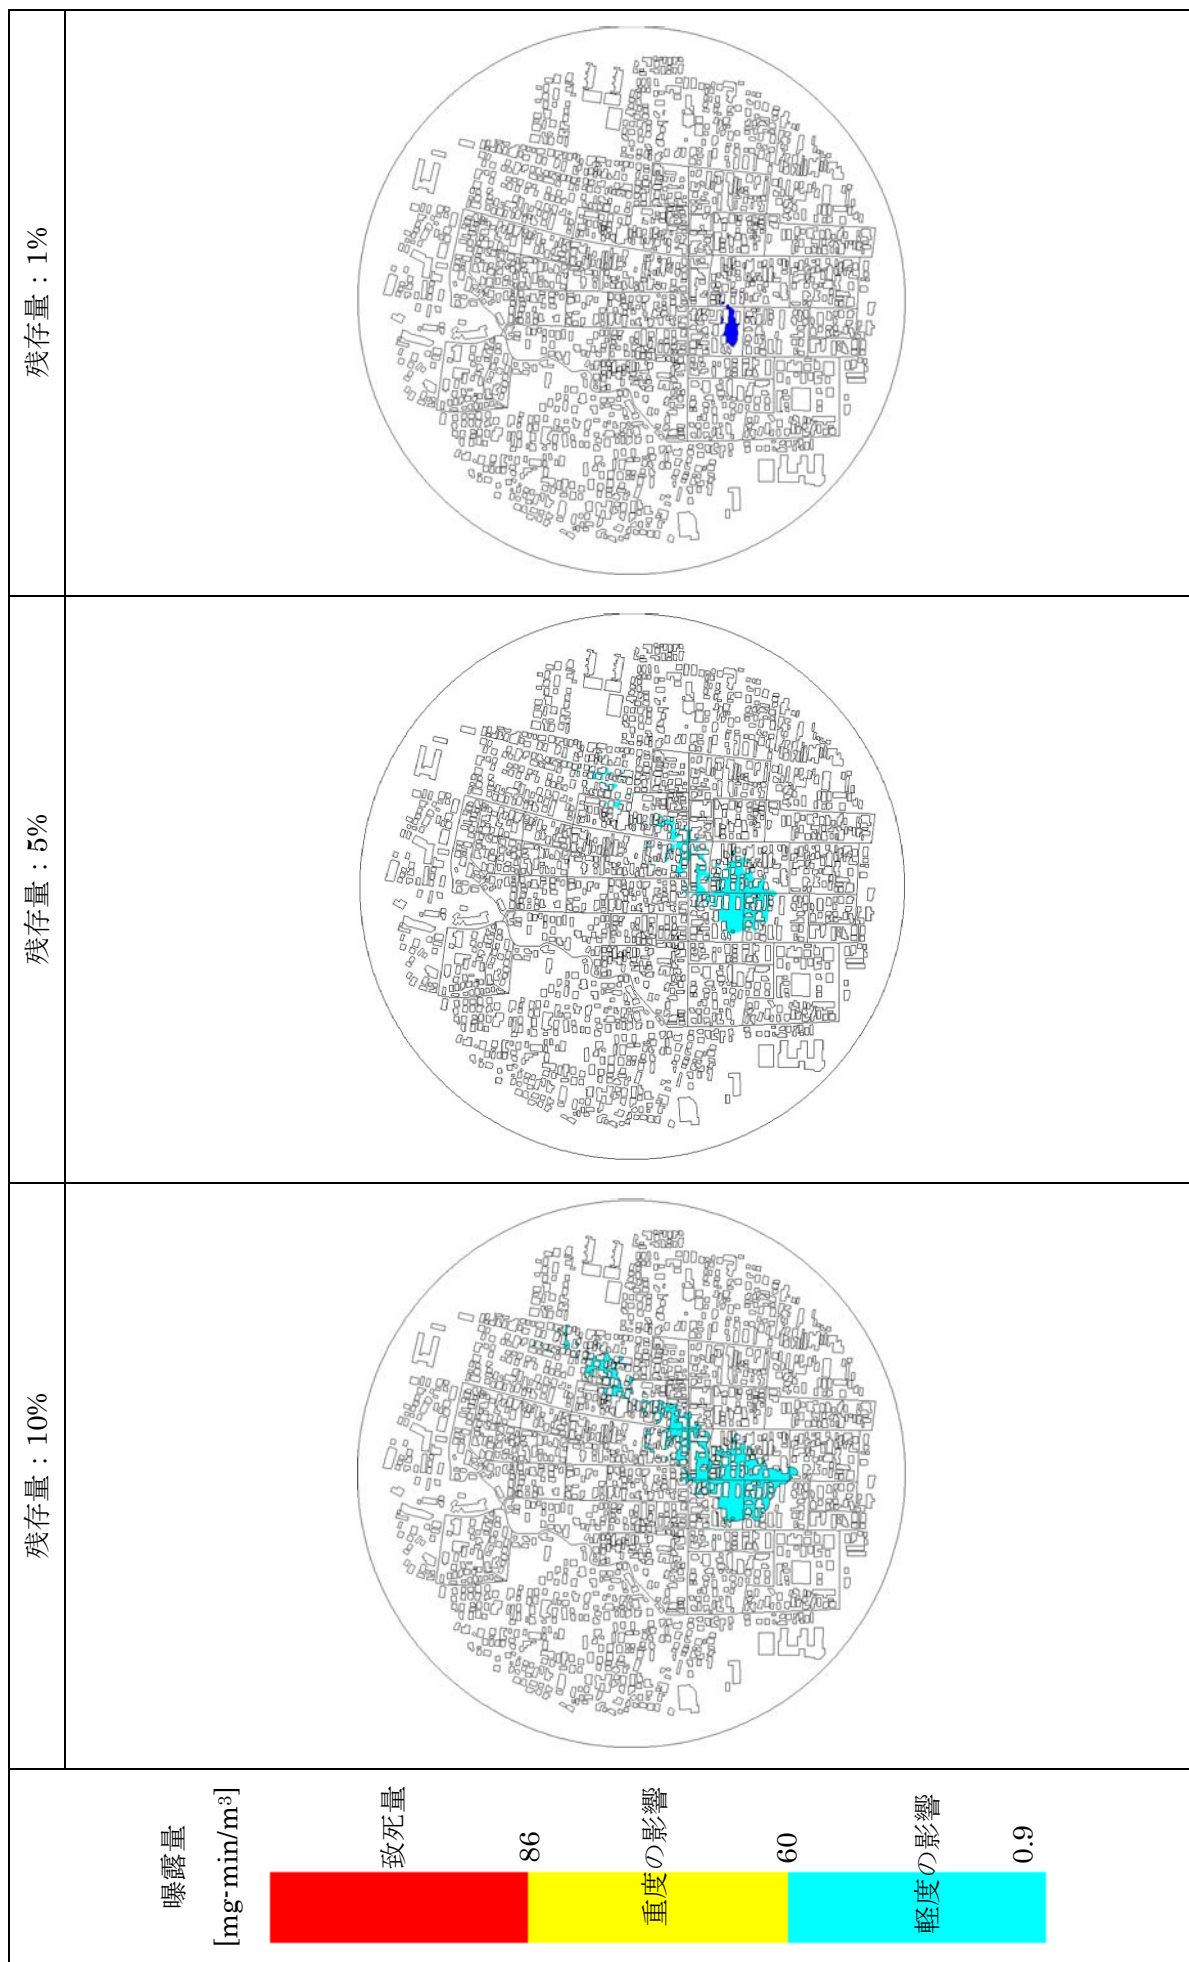 残存量：1%
残存量：5%
残存量：10%
曝露量
[mg-min/m³]
致死量
86
重度の影響
60
軽度の影響
0.9